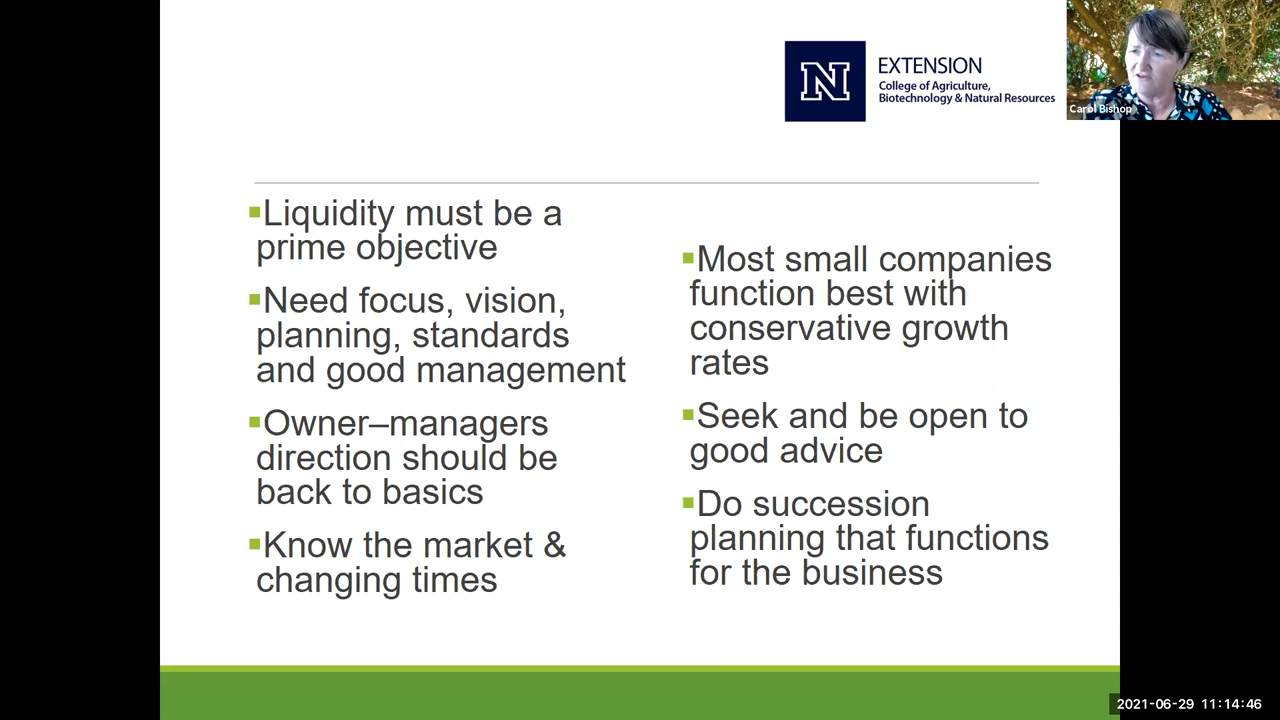 N
EXTENSION
College of Agriculture,
Biotechnology & Natural Resources
Carol Bishop
▪Liquidity must be a
prime objective
▪Need focus, vision,
planning, standards
and good management
▪Owner–managers
direction should be
back to basics
▪Know the market &
changing times
▪Most small companies
function best with
conservative growth
rates
▪Seek and be open to
good advice
▪Do succession
planning that functions
for the business
2021-06-29 11:14:46